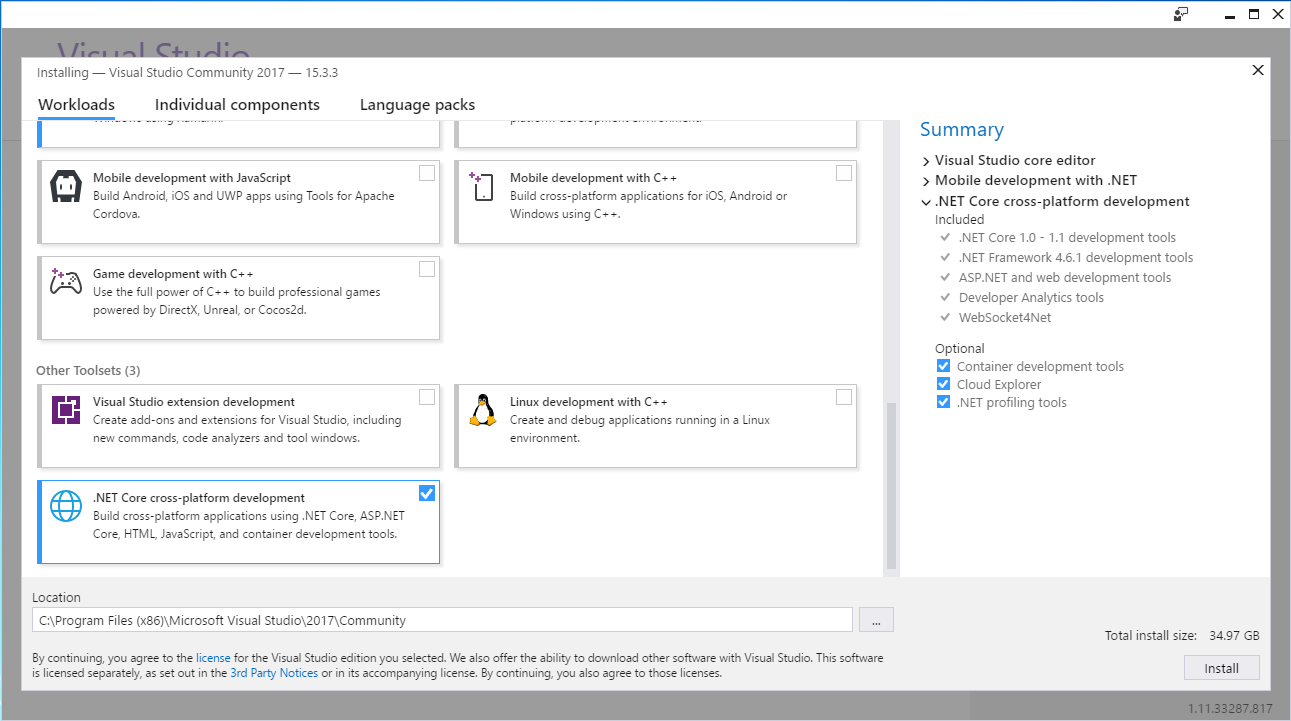 Visual Studio
Installing — Visual Studio Community 2017 — 15.3.3
Workloads
Individual components
Language packs
Windows using Xamarin.
platform development environment.
Mobile development with JavaScript
Build Android, iOS and UWP apps using Tools for Apache
Cordova.
Mobile development with C++
Build cross-platform applications for iOS, Android or
Windows using C++.
Game development with C++
Use the full power of C++ to build professional games
powered by DirectX, Unreal, or Cocos2d.
Other Toolsets (3)
Visual Studio extension development
Create add-ons and extensions for Visual Studio, including
new commands, code analyzers and tool windows.
Linux development with C++
Create and debug applications running in a Linux
environment.
.NET Core cross-platform development
Build cross-platform applications using .NET Core, ASP.NET
Core, HTML, JavaScript, and container development tools.
Summary
Visual Studio core editor
Mobile development with .NET
.NET Core cross-platform development
Included
.NET Core 1.0 - 1.1 development tools
.NET Framework 4.6.1 development tools
ASP.NET and web development tools
Developer Analytics tools
WebSocket4Net
Optional
Container development tools
Cloud Explorer
.NET profiling tools
Location
C:\Program Files (x86)\Microsoft Visual Studio\2017\Community
...
By continuing, you agree to the license for the Visual Studio edition you selected. We also offer the ability to download other software with Visual Studio. This software
is licensed separately, as set out in the 3rd Party Notices or in its accompanying license. By continuing, you also agree to those licenses.
Total install size: 34.97 GB
Install
1.11.33287.817